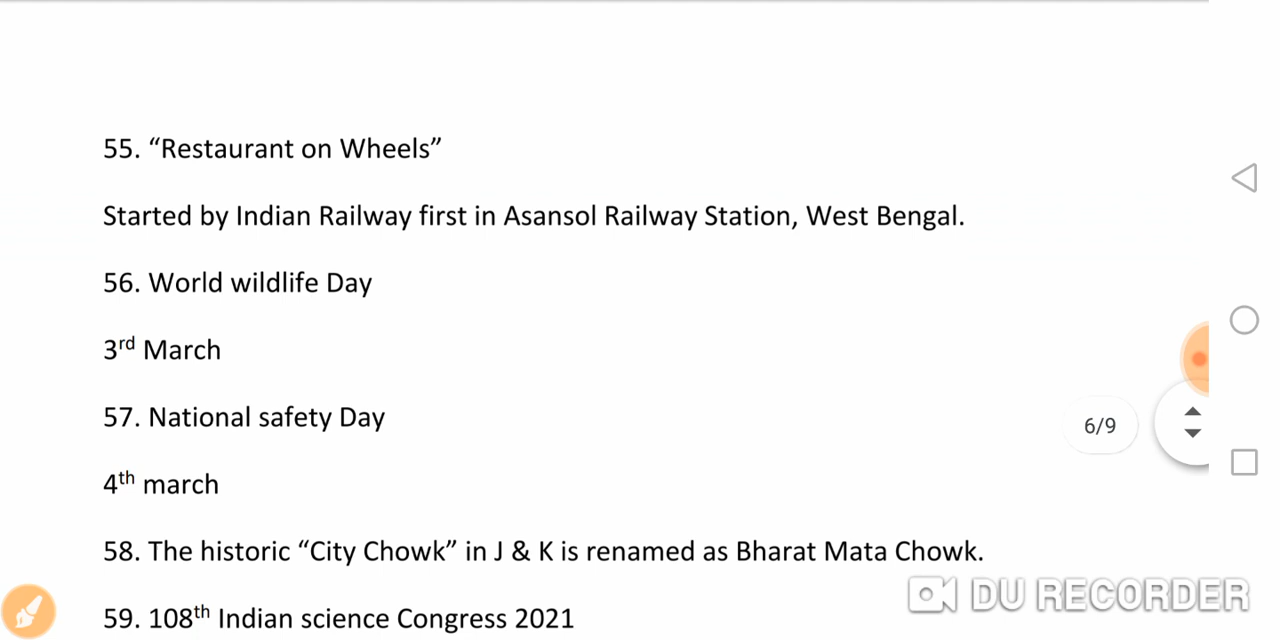 55. “Restaurant on Wheels”
Started by Indian Railway first in Asansol Railway Station, West Bengal.
56. World wildlife Day
3rd March
57. National safety Day
6/9
4th march
58. The historic “City Chowk” in J & K is renamed as Bharat Mata Chowk.
DU RECORDER
59. 108th Indian science Congress 2021